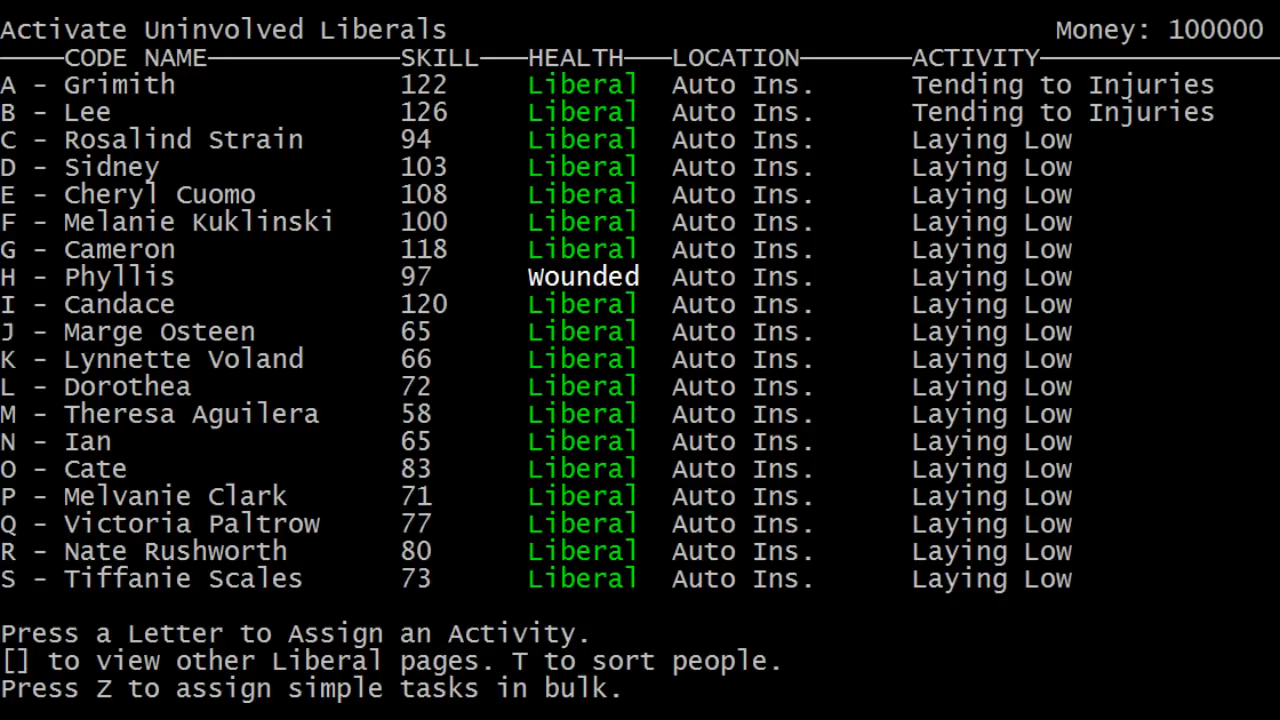 Activate Uninvolved Liberals Money: 100000
CODE NAME SKILL HEALTH LOCATION ACTIVITY
A - Grimith 122 Liberal Auto Ins. Tending to Injuries
B - Lee 126 Liberal Auto Ins. Tending to Injuries
C - Rosalind Strain 94 Liberal Auto Ins. Laying Low
D - Sidney 103 Liberal Auto Ins. Laying Low
E - Cheryl Cuomo 108 Liberal Auto Ins. Laying Low
F - Melanie Kuklinski 100 Liberal Auto Ins. Laying Low
G - Cameron 118 Liberal Auto Ins. Laying Low
H - Phyllis 97 Wounded Auto Ins. Laying Low
I - Candace 120 Liberal Auto Ins. Laying Low
J - Marge Osteen 65 Liberal Auto Ins. Laying Low
K - Lynnette Voland 66 Liberal Auto Ins. Laying Low
L - Dorothea 72 Liberal Auto Ins. Laying Low
M - Theresa Aguilera 58 Liberal Auto Ins. Laying Low
N - Ian 65 Liberal Auto Ins. Laying Low
O - Cate 83 Liberal Auto Ins. Laying Low
P - Melvanie Clark 71 Liberal Auto Ins. Laying Low
Q - Victoria Paltrow 77 Liberal Auto Ins. Laying Low
R - Nate Rushworth 80 Liberal Auto Ins. Laying Low
S - Tiffanie Scales 73 Liberal Auto Ins. Laying Low
Press a Letter to Assign an Activity.
[] to view other Liberal pages. T to sort people.
Press Z to assign simple tasks in bulk.